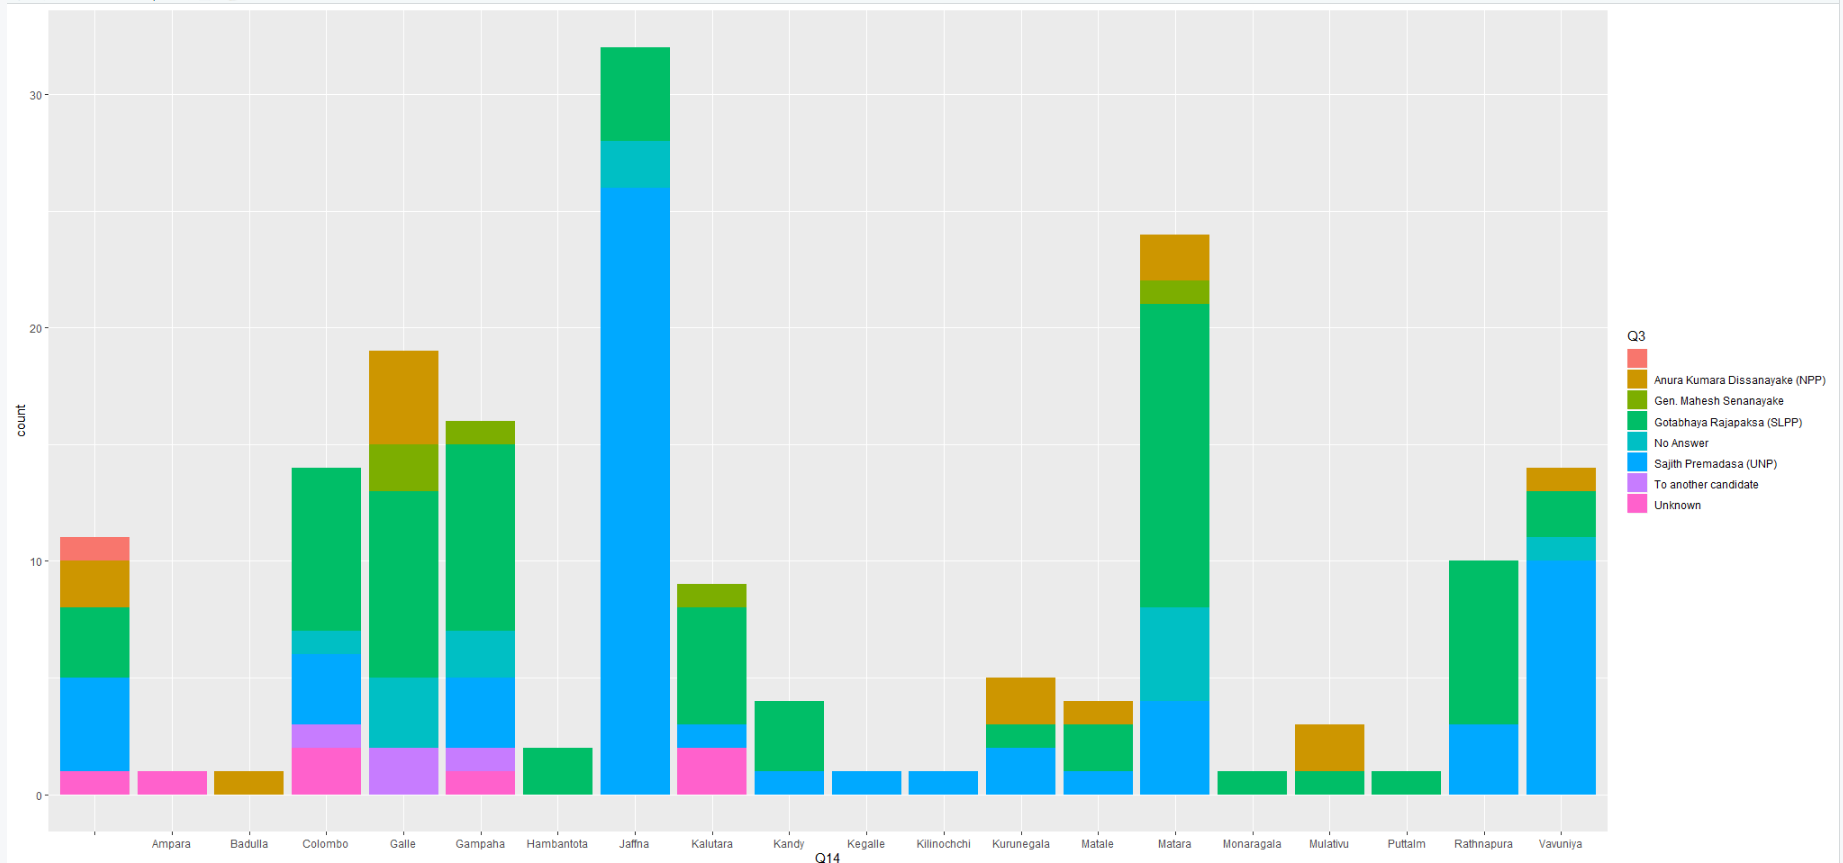 30
20
10
0
count
Ampara Badulla Colombo Galle Gampaha Hambantota Jaffna Kalutara Kandy Kegalle Kilinochchi Kurunegala Matale Matara Monaragala Mulativu Puttalm Rathnapura Vavuniya
Q14
Q3
Anura Kumara Dissanayake (NPP)
Gen. Mahesh Senanayake
Gotabhaya Rajapaksa (SLPP)
No Answer
Sajith Premadasa (UNP)
To another candidate
Unknown